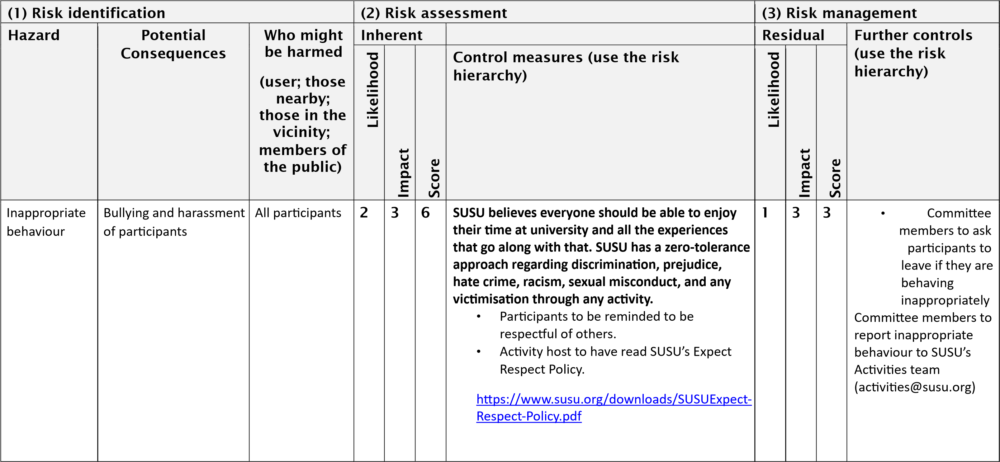 (1) Risk identification
(2) Risk assessment
(3) Risk management
Hazard
Potential
Consequences
Who might
be harmed
(user; those
nearby;
those in the
vicinity;
members of
the public)
Inherent
Likelihood
Impact
Score
Control measures (use the risk
hierarchy)
Residual
Likelihood
Impact
Score
Further controls
(use the risk
hierarchy)
Inappropriate
behaviour
Bullying and harassment
of participants
All participants
2
3
6
SUSU believes everyone should be able to enjoy
their time at university and all the experiences
that go along with that. SUSU has a zero-tolerance
approach regarding discrimination, prejudice,
hate crime, racism, sexual misconduct, and any
victimisation through any activity.
• Participants to be reminded to be
respectful of others.
• Activity host to have read SUSU’s Expect
Respect Policy.
https://www.susu.org/downloads/SUSUExpect-
Respect-Policy.pdf
1
3
3
• Committee
members to ask
participants to
leave if they are
behaving
inappropriately
Committee members to
report inappropriate
behaviour to SUSU’s
Activities team
(activities@susu.org)